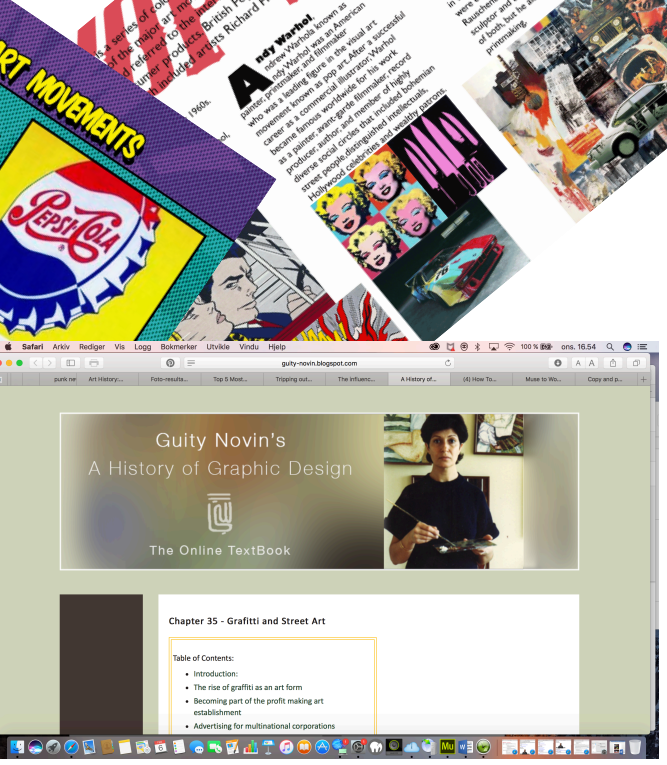 s a series of
of the major art mo
d referred to the inter
umer products. British Pe
h included artists Richard H
1960s.
ART MOVEMENTS
PEPSI-COLA
Andy Warhol.
ndrew Warhola known as
ndy Warhol was an American
painter, printmaker, and filmmaker
who was a leading figure in the visual art
movement known as pop art. After a successful
career as a commercial illustrator, Warhol
became famous worldwide for his work
as a painter, avant-garde filmmaker, record
producer, author, and member of highly
diverse social circles that included bohemian
street people, distinguished intellectuals,
Hollywood celebrities and wealthy patrons.
in
were
Rauschen
sculptor and
of both, but he a
printmaking.
Safari Arkiv Rediger Vis Logg Bokmerker Utvikle Vindu Hjelp 100 % ons. 16.54
guity-novin.blogspot.com
punk ne Art History:... Foto-resulta... Top 5 Most... Tripping out... The Influenc... A History of... (4) How To... Muse to Wo... Copy and p...
Guity Novin's
A History of Graphic Design
The Online TextBook
Chapter 35 - Grafitti and Street Art
Table of Contents:
Introduction:
The rise of graffiti as an art form
Becoming part of the profit making art
establishment
Advertising for multinational corporations
Mu